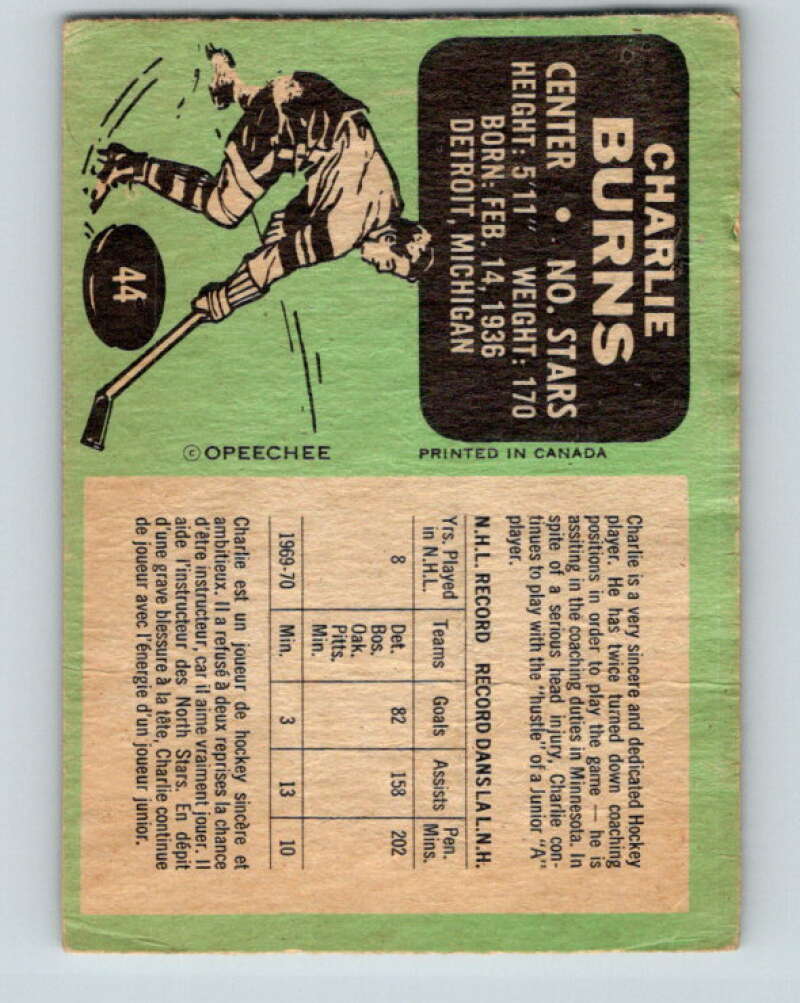 CHARLIE
BURNS
CENTER • NO. STARS
HEIGHT: 5'11" WEIGHT: 170
BORN: FEB. 14, 1936
DETROIT, MICHIGAN
44
© OPEECHEE
PRINTED IN CANADA
Charlie is a very sincere and dedicated Hockey
player. He has twice turned down coaching
positions in order to play the game — he is
assiting in the coaching duties in Minnesota. In
spite of a serious head injury, Charlie con-
tinues to play with the "hustle" of a Junior "A"
player.
N.H.L. RECORD RECORD DANS LA L.N.H.
Yrs. Played Teams Goals Assists Pen.
in N.H.L. Mins.
8 Det. 82 158 202
Bos.
Oak.
Pitts.
Min.
1969-70 Min. 3 13 10
Charlie est un joueur de hockey sincère et
ambitieux. Il a refusé à deux reprises la chance
d'être instructeur, car il aime vraiment jouer. Il
aide l'instructeur des North Stars. En dépit
d'une grave blessure à la tête, Charlie continue
de joueur avec l'énergie d'un joueur junior.